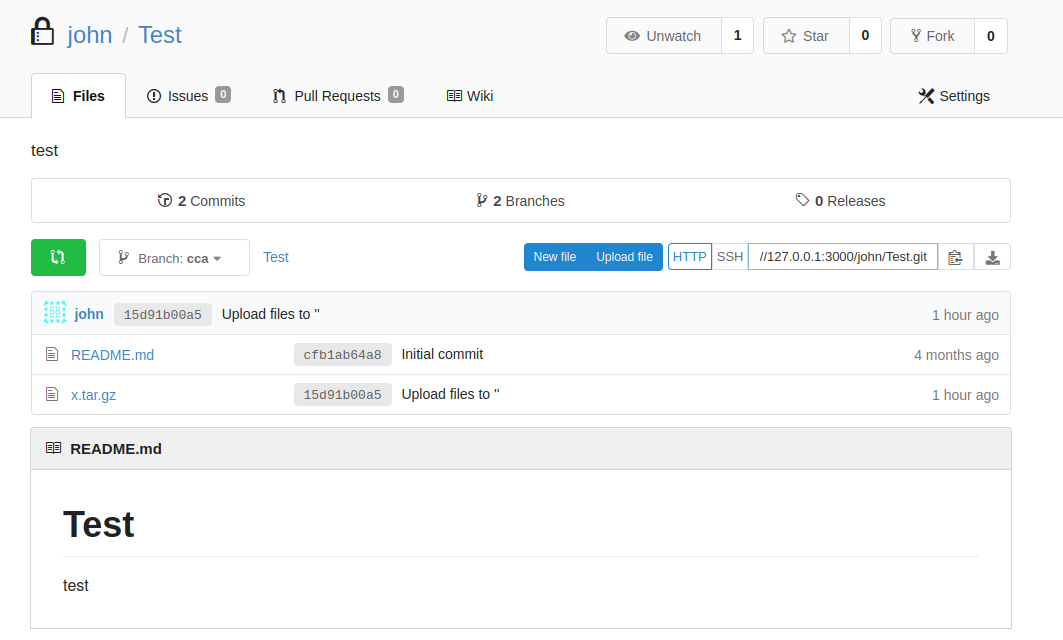 john / Test
Unwatch 1 Star 0 Fork 0
Files Issues 0 Pull Requests 0 Wiki Settings
test
2 Commits 2 Branches 0 Releases
Branch: cca Test New file Upload file HTTP SSH //127.0.0.1:3000/john/Test.git
john 15d91b00a5 Upload files to '' 1 hour ago
README.md cfb1ab64a8 Initial commit 4 months ago
x.tar.gz 15d91b00a5 Upload files to '' 1 hour ago
README.md
Test
test